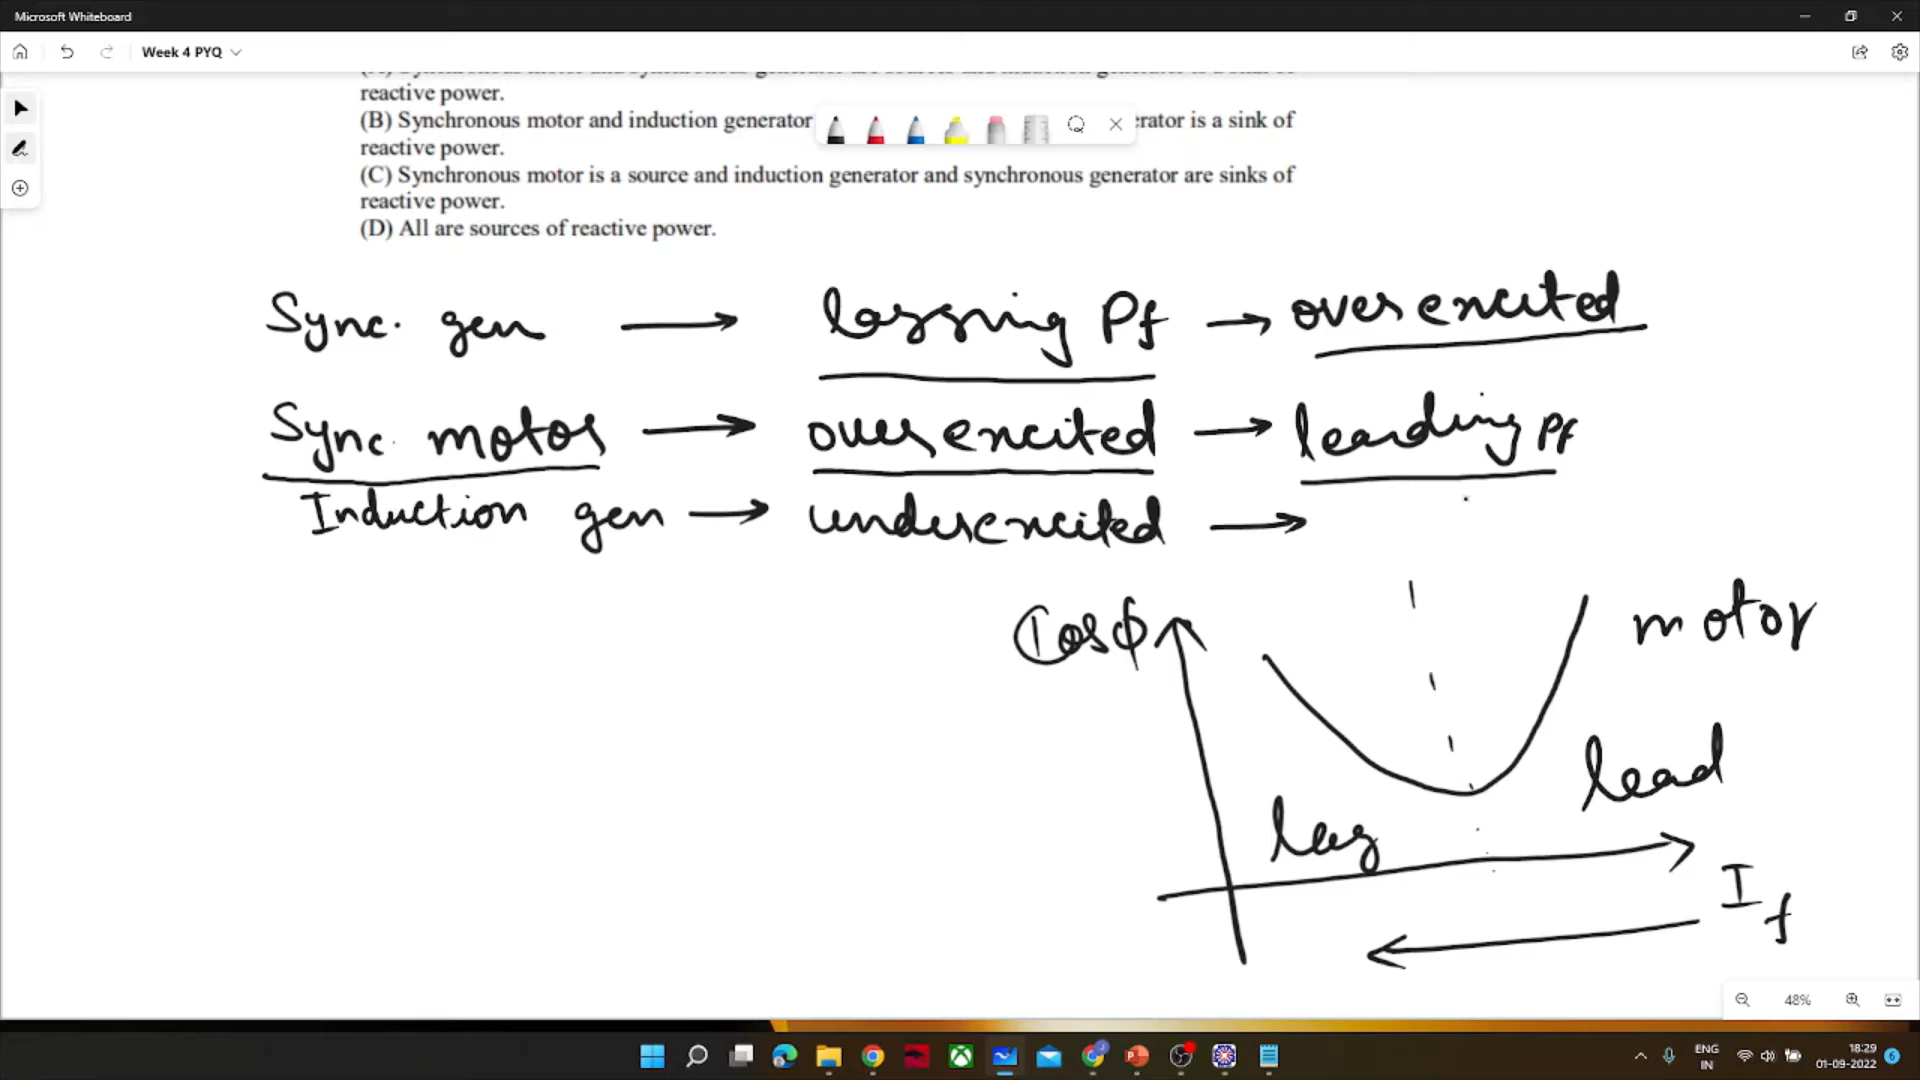 Microsoft Whiteboard
Week 4 PYQ
reactive power.
(B) Synchronous motor and induction generator erator is a sink of
reactive power.
(C) Synchronous motor is a source and induction generator and synchronous generator are sinks of
reactive power.
(D) All are sources of reactive power.
Sync. gen → lagging Pf → overexcited
Sync. motor → overexcited → leading pf
Induction gen → underexcited →
Cosφ
motor
lead
lag
I f
48%
ENG
IN
18:29
01-09-2022
6